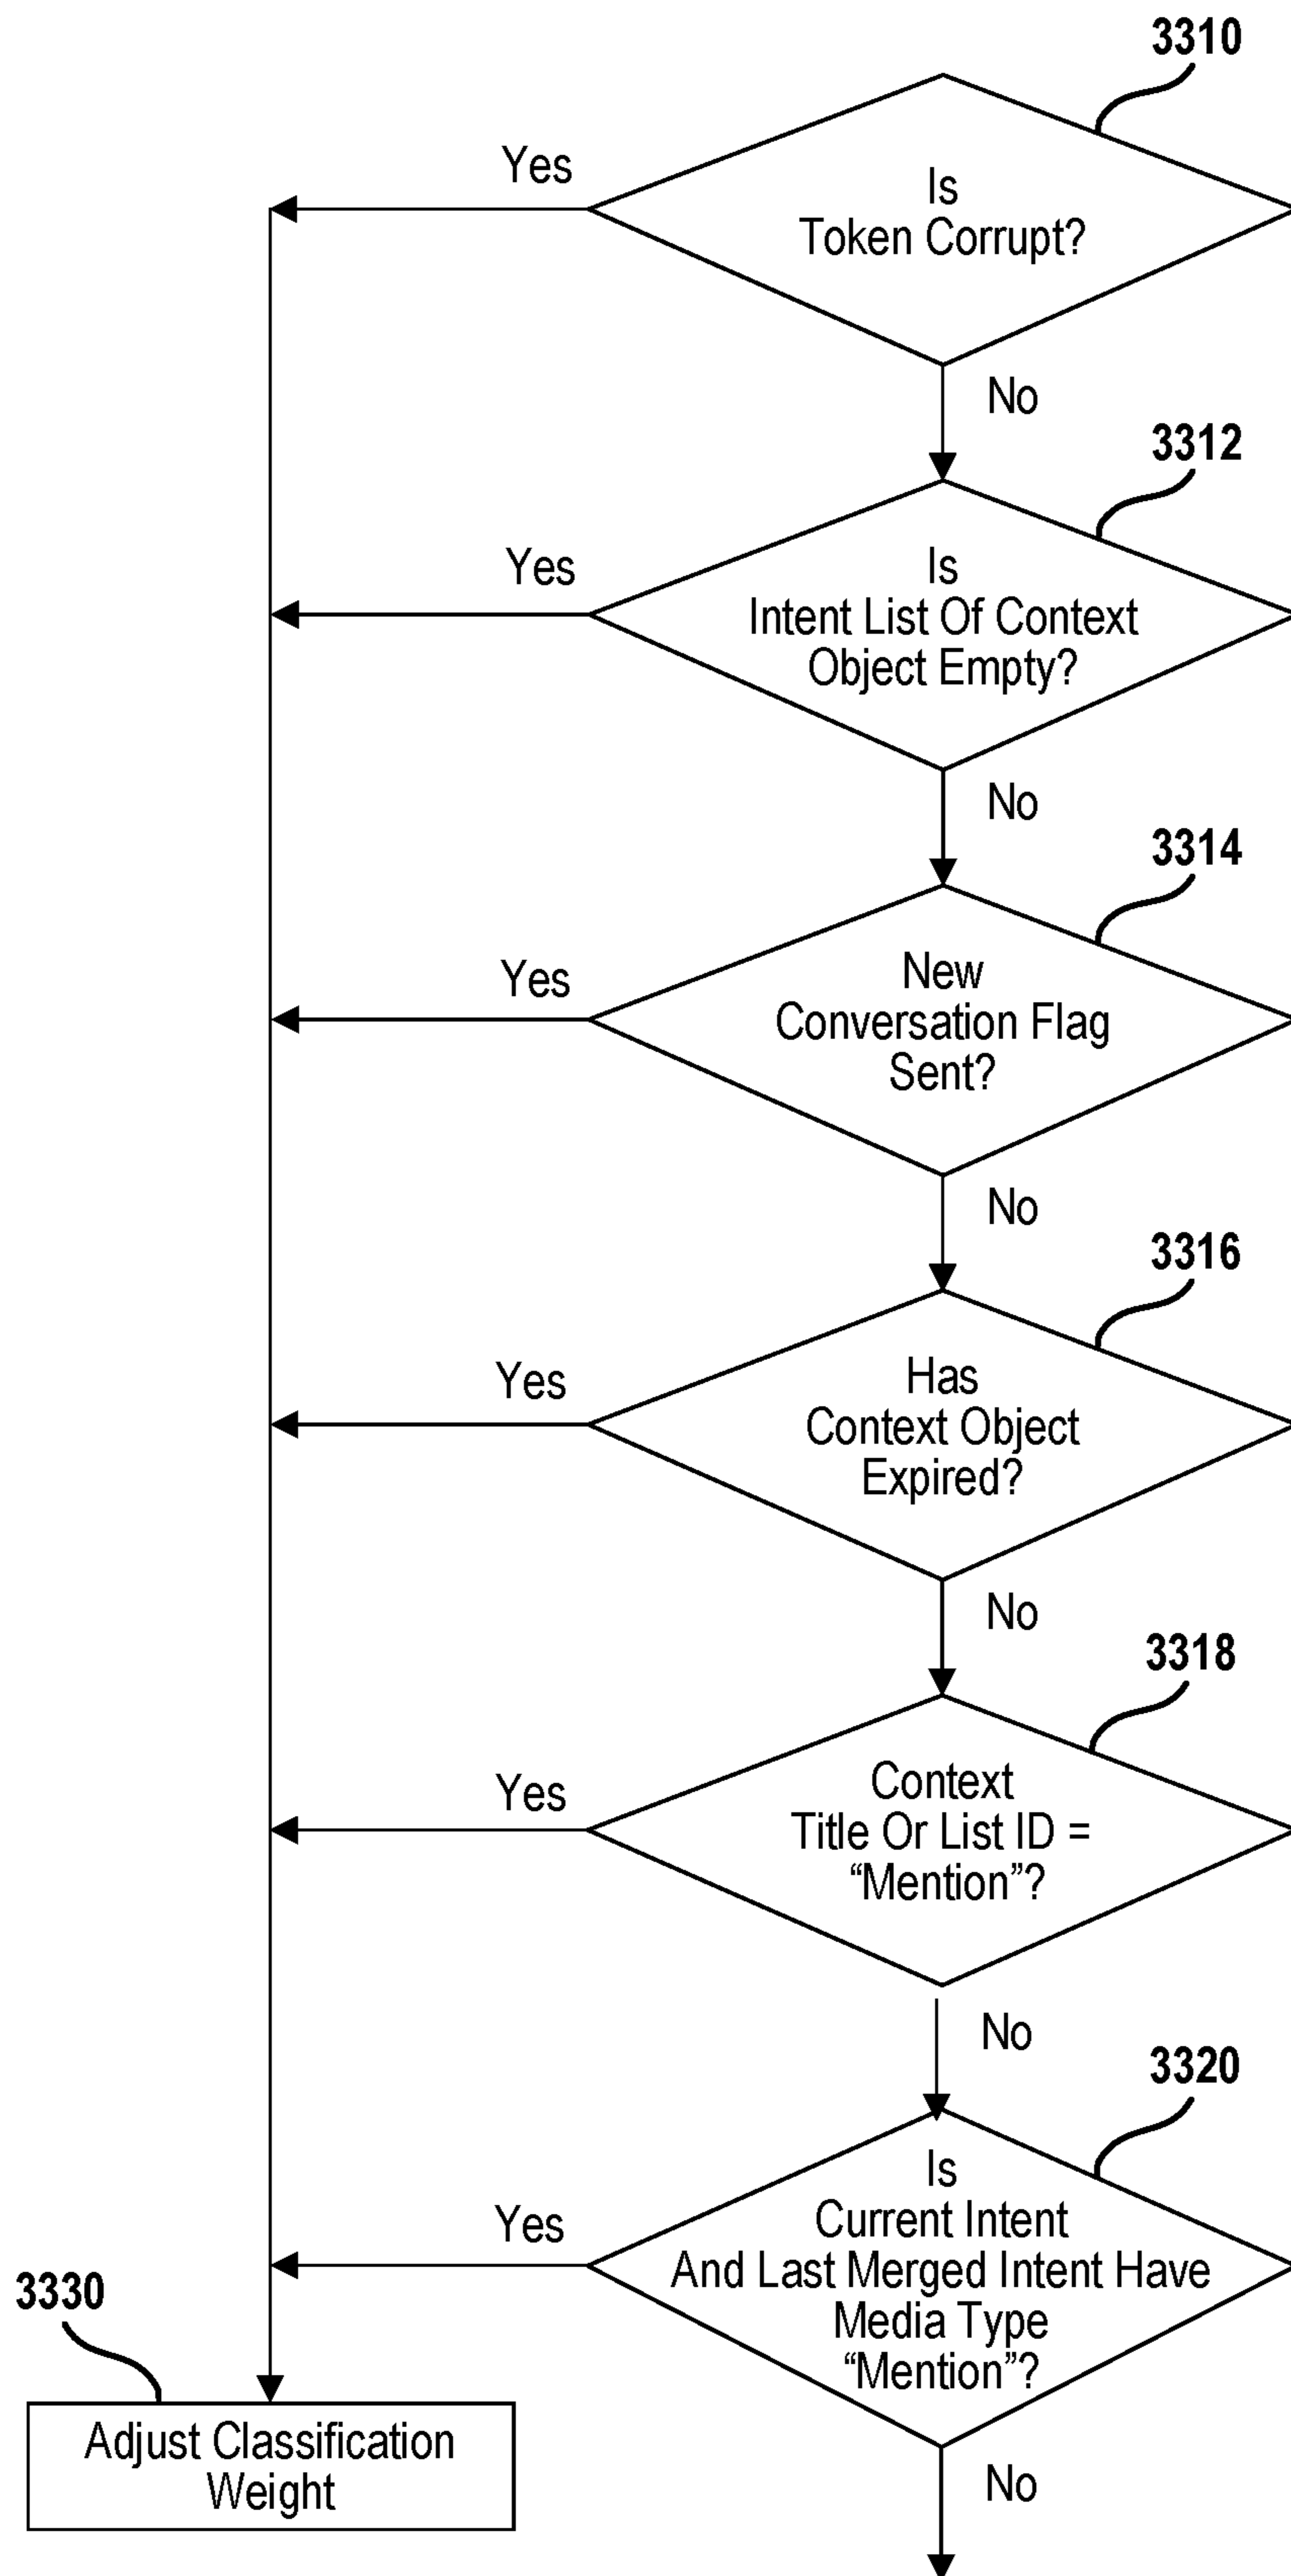 3310
Yes
Is
Token Corrupt?
No
3312
Yes
Is
Intent List Of Context
Object Empty?
No
3314
Yes
New
Conversation Flag
Sent?
No
3316
Yes
Has
Context Object
Expired?
No
3318
Yes
Context
Title Or List ID =
“Mention”?
No
3320
Yes
Is
Current Intent
And Last Merged Intent Have
Media Type
“Mention”?
3330
Adjust Classification
Weight
No